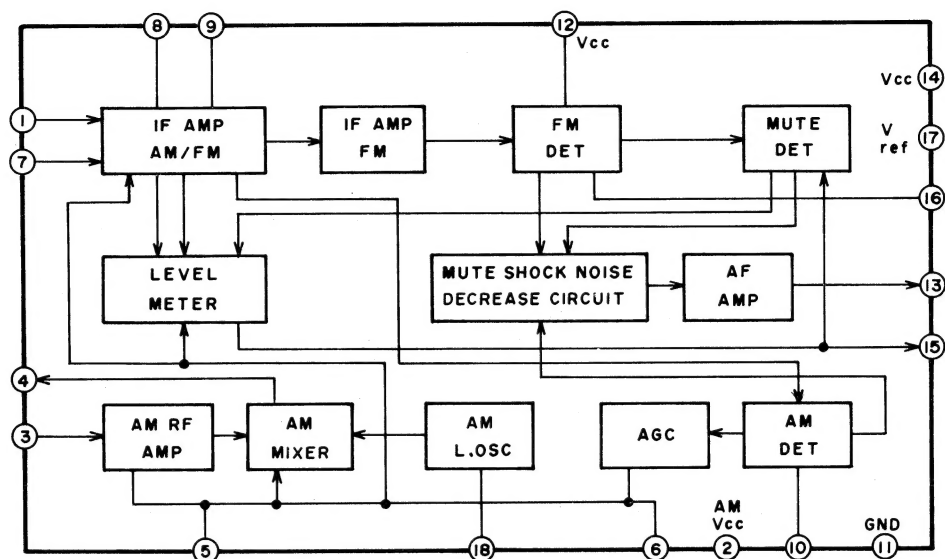 8
9
12
Vcc
Vcc
14
1
IF AMP
AM/FM
IF AMP
FM
FM
DET
MUTE
DET
V
ref
17
7
16
LEVEL
METER
MUTE SHOCK NOISE
DECREASE CIRCUIT
AF
AMP
13
15
4
3
AM RF
AMP
AM
MIXER
AM
L.OSC
AGC
AM
DET
AM
Vcc
GND
5
18
6
2
10
11